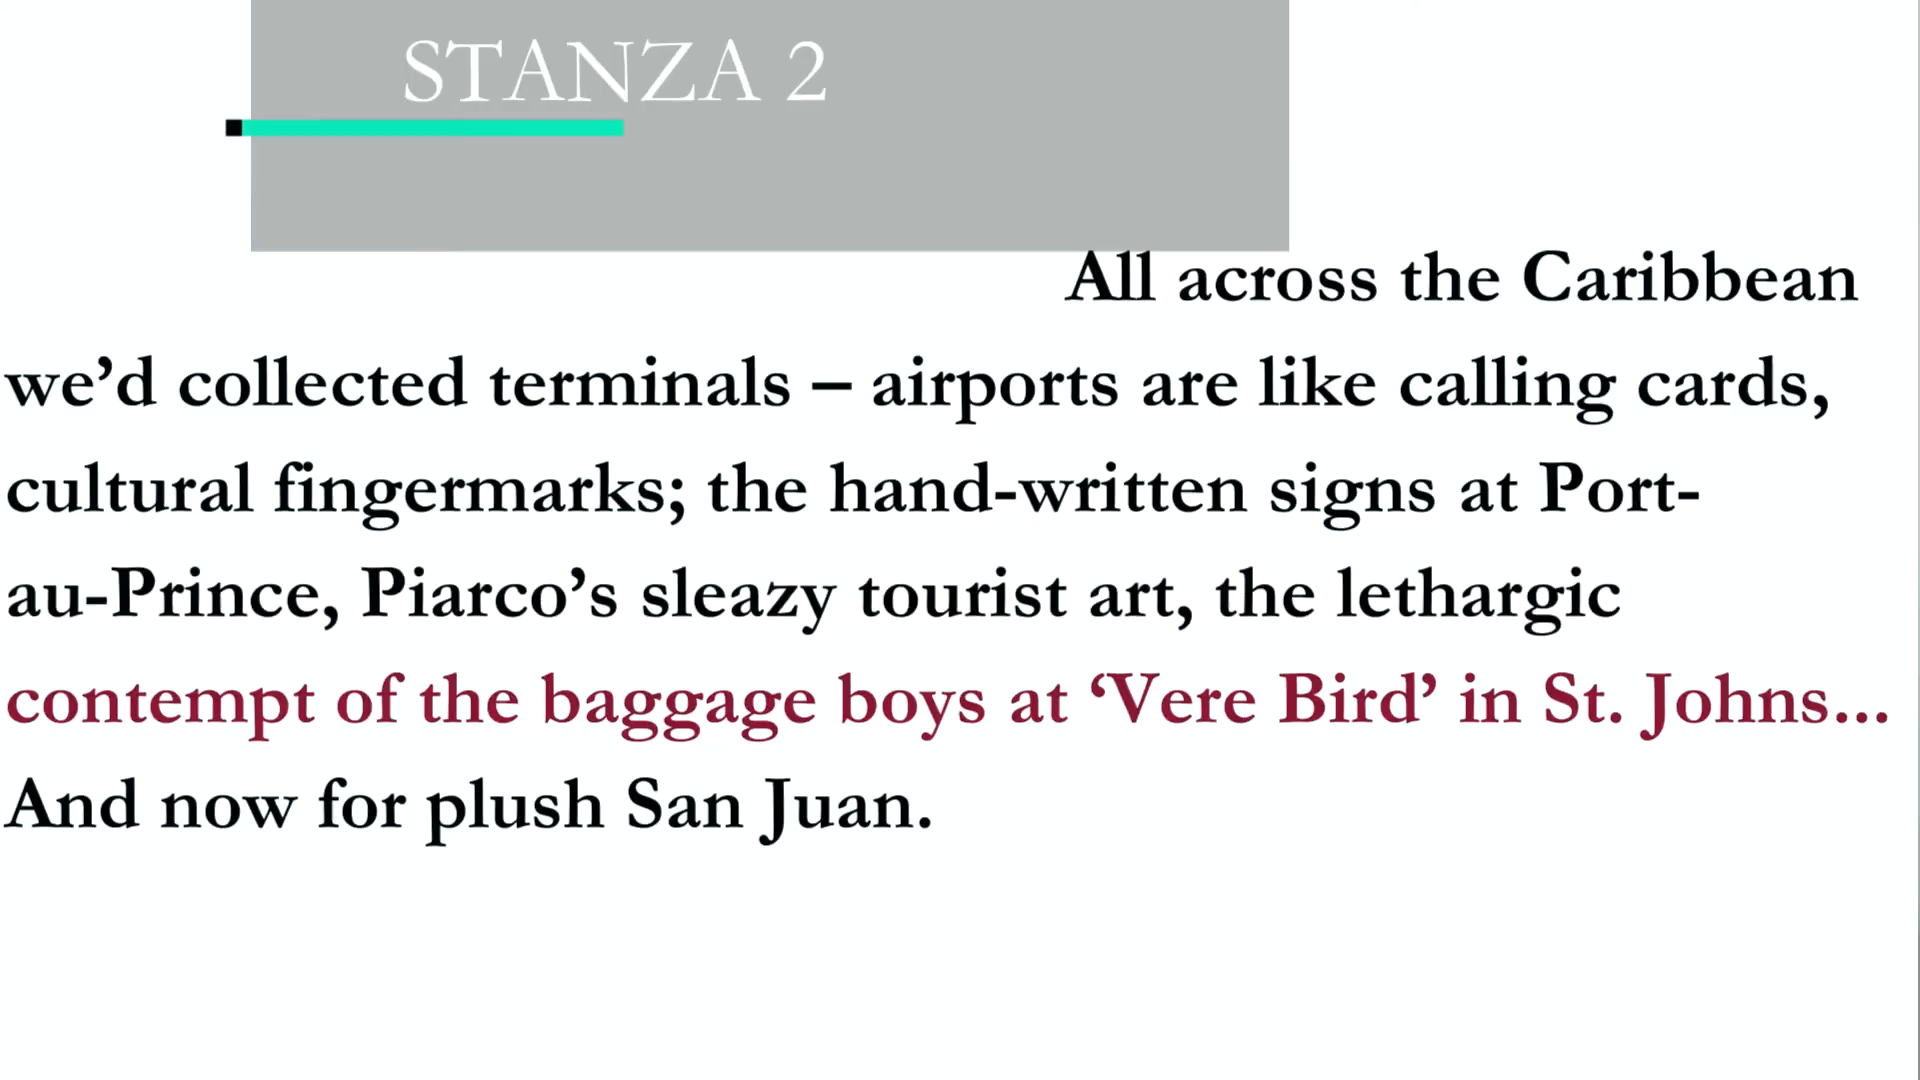 STANZA 2
All across the Caribbean
we’d collected terminals – airports are like calling cards,
cultural fingermarks; the hand-written signs at Port-
au-Prince, Piarco’s sleazy tourist art, the lethargic
contempt of the baggage boys at ‘Vere Bird’ in St. Johns...
And now for plush San Juan.